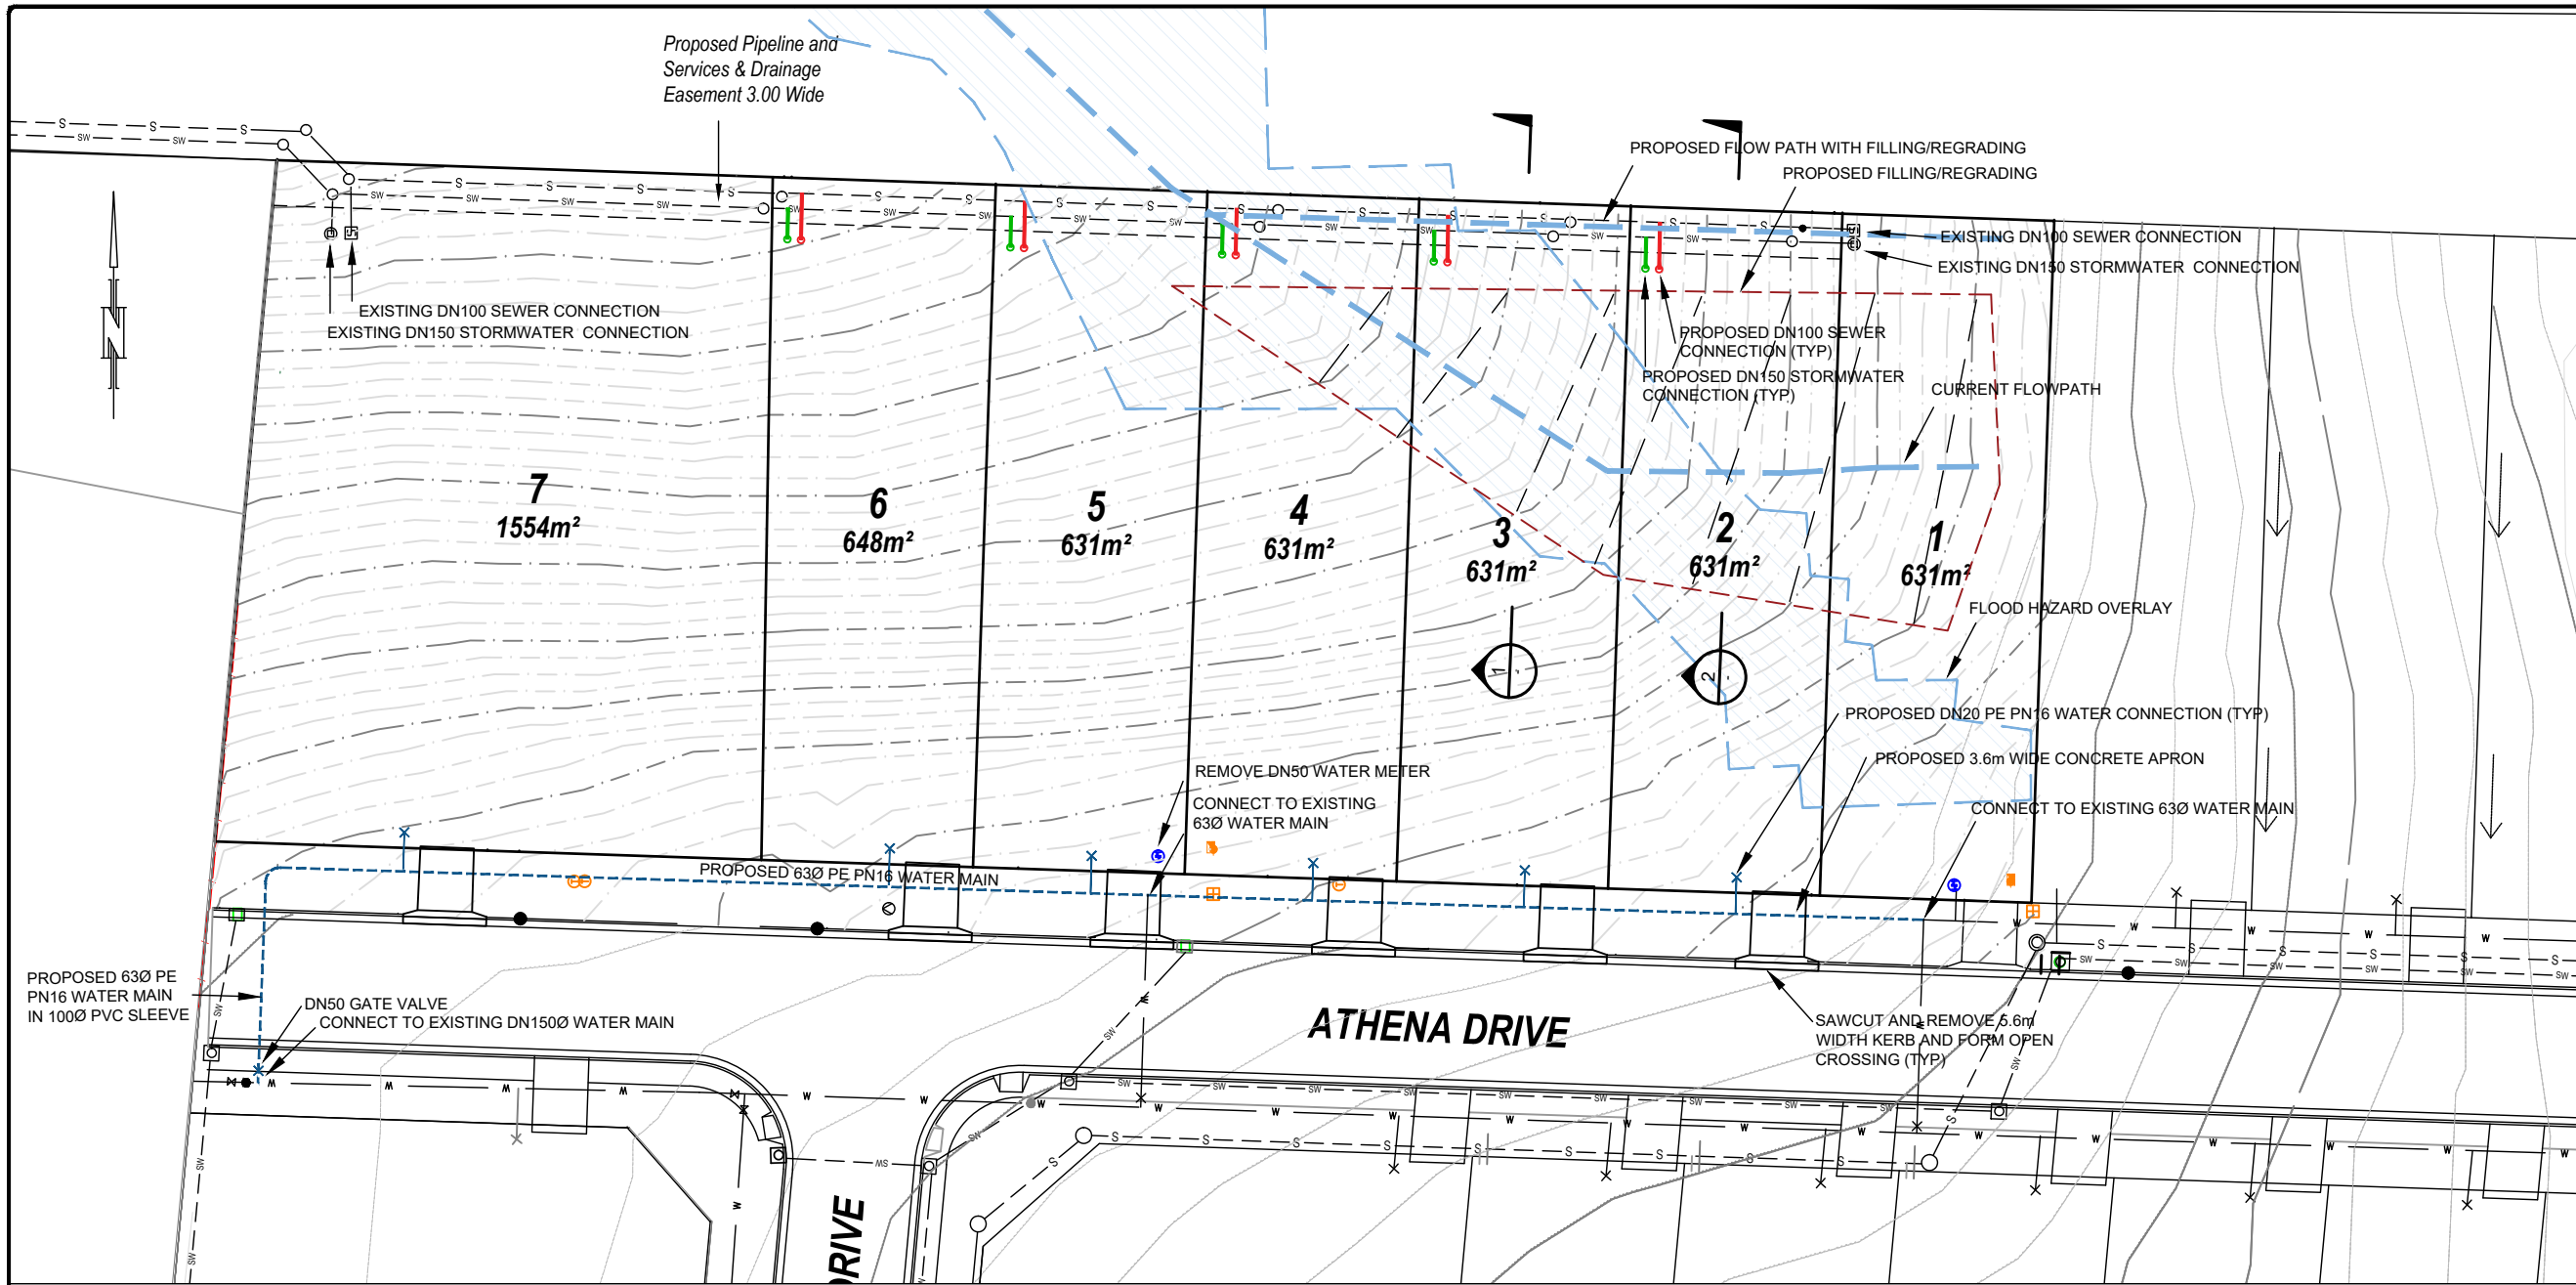 Proposed Pipeline and
Services & Drainage
Easement 3.00 Wide
PROPOSED FLOW PATH WITH FILLING/REGRADING
PROPOSED FILLING/REGRADING
EXISTING DN100 SEWER CONNECTION
EXISTING DN150 STORMWATER CONNECTION
EXISTING DN100 SEWER CONNECTION
EXISTING DN150 STORMWATER CONNECTION
N
PROPOSED DN100 SEWER
CONNECTION (TYP)
PROPOSED DN150 STORMWATER
CONNECTION (TYP)
CURRENT FLOWPATH
7
1554m²
6
648m²
5
631m²
4
631m²
3
631m²
2
631m²
1
631m²
FLOOD HAZARD OVERLAY
1
2
PROPOSED DN20 PE PN16 WATER CONNECTION (TYP)
PROPOSED 3.6m WIDE CONCRETE APRON
CONNECT TO EXISTING 63Ø WATER MAIN
REMOVE DN50 WATER METER
CONNECT TO EXISTING
63Ø WATER MAIN
PROPOSED 63Ø PE PN16 WATER MAIN
PROPOSED 63Ø PE
PN16 WATER MAIN
IN 100Ø PVC SLEEVE
DN50 GATE VALVE
CONNECT TO EXISTING DN150Ø WATER MAIN
ATHENA DRIVE
SAWCUT AND REMOVE 5.6m
WIDTH KERB AND FORM OPEN
CROSSING (TYP)
DRIVE